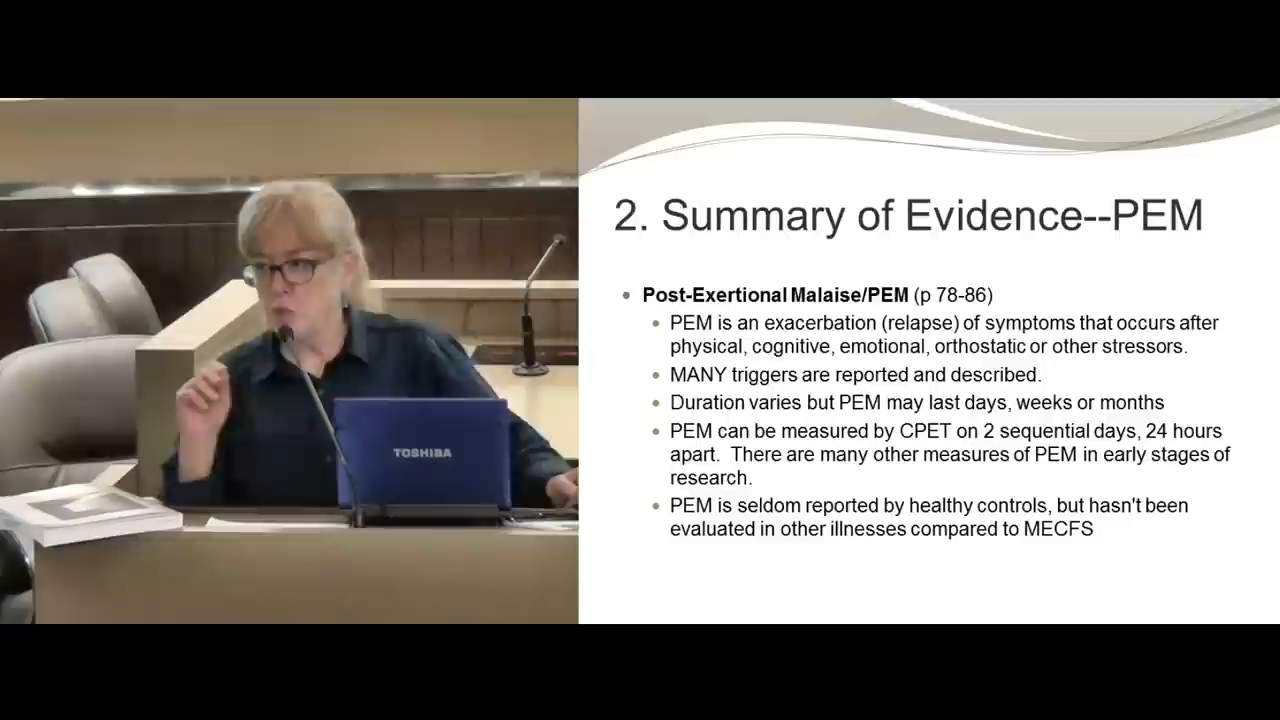 TOSHIBA
2. Summary of Evidence--PEM
• Post-Exertional Malaise/PEM (p 78-86)
• PEM is an exacerbation (relapse) of symptoms that occurs after
physical, cognitive, emotional, orthostatic or other stressors.
• MANY triggers are reported and described.
• Duration varies but PEM may last days, weeks or months
• PEM can be measured by CPET on 2 sequential days, 24 hours
apart.  There are many other measures of PEM in early stages of
research.
• PEM is seldom reported by healthy controls, but hasn't been
evaluated in other illnesses compared to MECFS